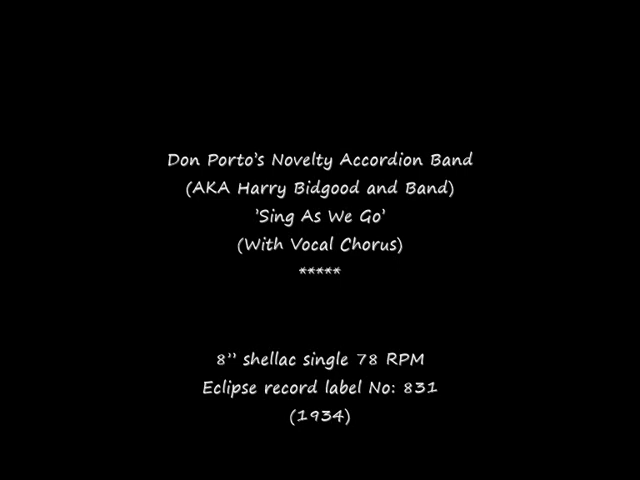 Don Porto's Novelty Accordion Band
(AKA Harry Bidgood and Band)
'Sing As We Go'
(With Vocal Chorus)
*****
8" shellac single 78 RPM
Eclipse record label No: 831
(1934)